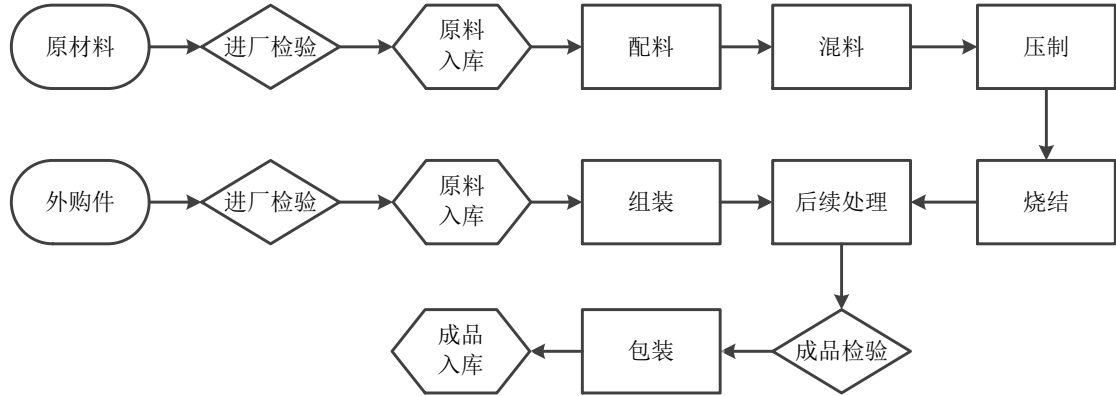 原材料
进厂检验
原料
入库
配料
混料
压制
外购件
进厂检验
原料
入库
组装
后续处理
烧结
成品
入库
包装
成品检验